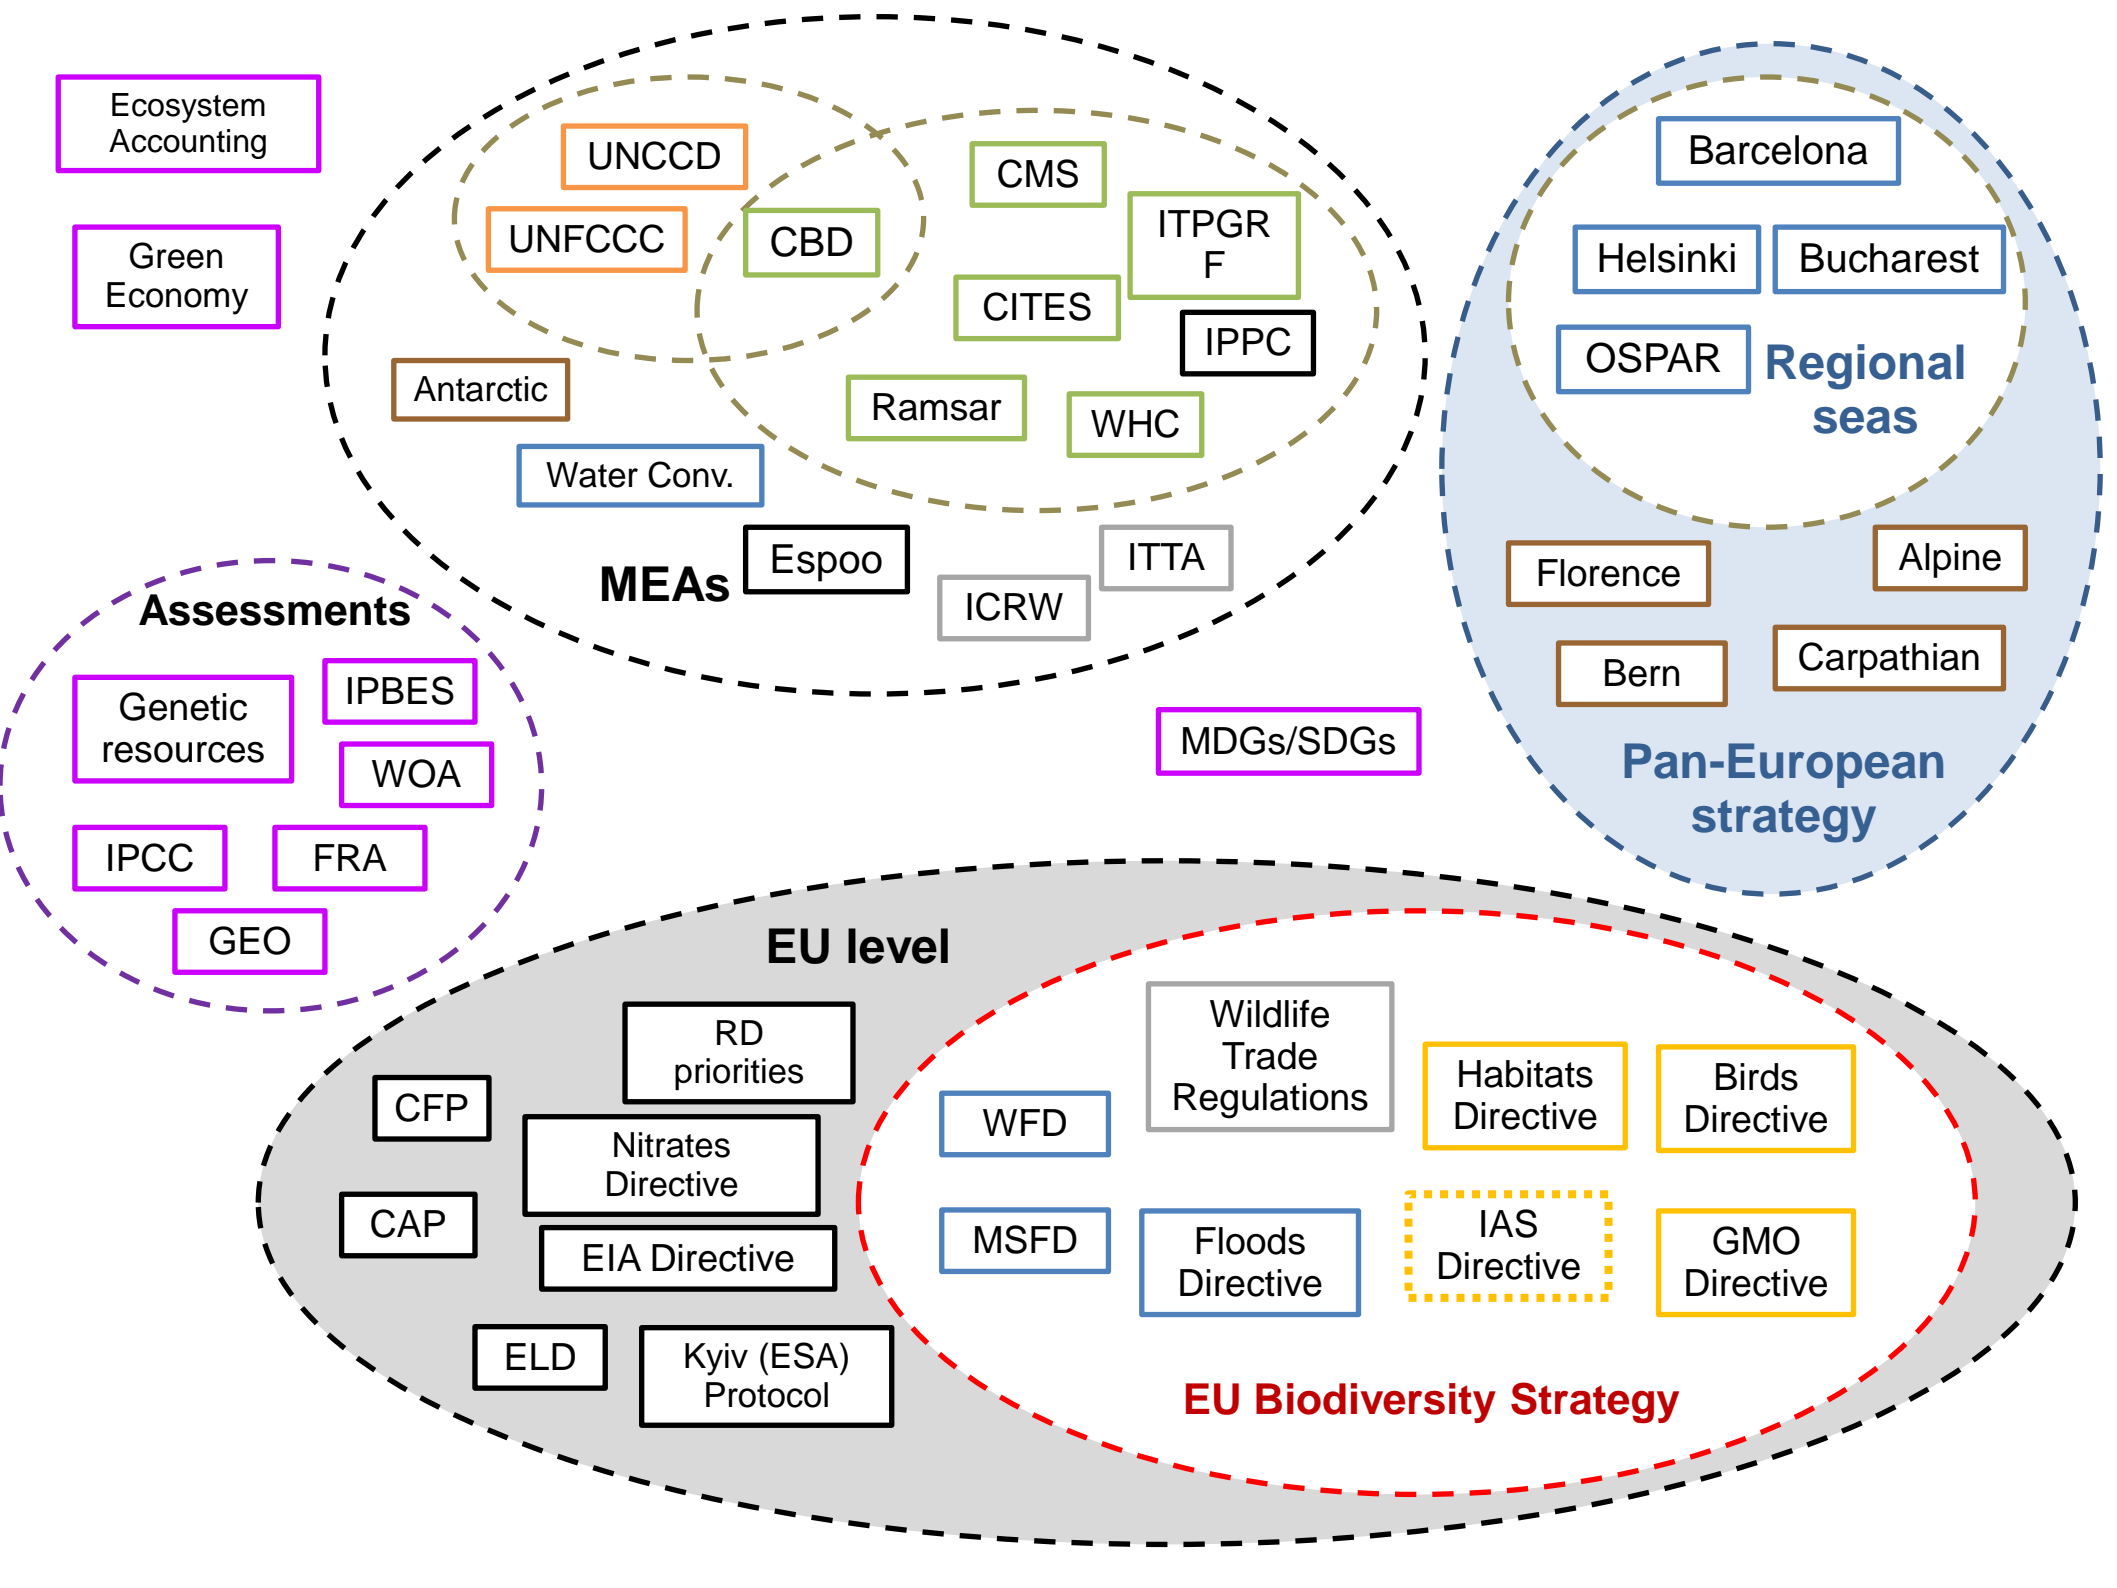 Ecosystem
Accounting
Green
Economy
UNCCD
UNFCCC
CBD
CMS
ITPGR
F
CITES
IPPC
Antarctic
Ramsar
WHC
Water Conv.
MEAs
Espoo
ITTA
ICRW
Barcelona
Helsinki
Bucharest
OSPAR
Regional
seas
Florence
Alpine
Bern
Carpathian
Pan-European
strategy
Assessments
Genetic
resources
IPBES
WOA
IPCC
FRA
GEO
MDGs/SDGs
EU level
RD
priorities
CFP
Nitrates
Directive
CAP
EIA Directive
ELD
Kyiv (ESA)
Protocol
Wildlife
Trade
Regulations
WFD
Habitats
Directive
Birds
Directive
MSFD
Floods
Directive
IAS
Directive
GMO
Directive
EU Biodiversity Strategy